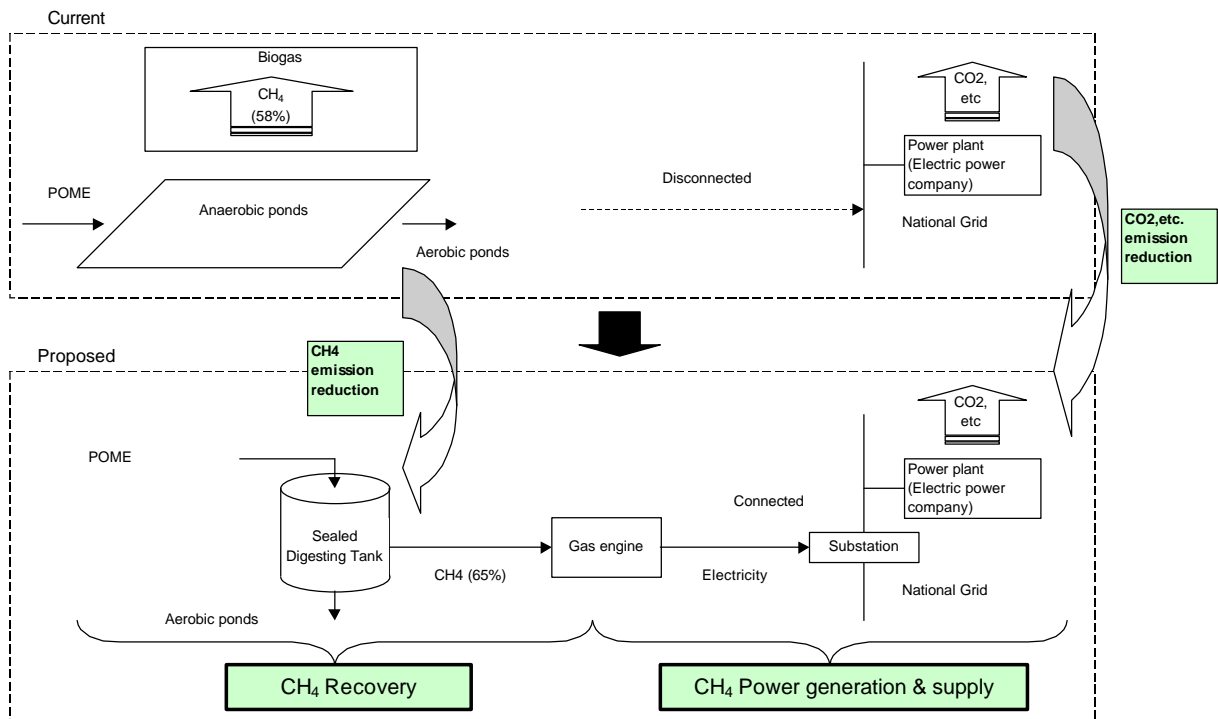 Current
Biogas
CH₄
(58%)
POME
Anaerobic ponds
Aerobic ponds
Disconnected
CO2,
etc
Power plant
(Electric power
company)
National Grid
CO2,etc.
emission
reduction
Proposed
CH4
emission
reduction
POME
Sealed
Digesting Tank
Aerobic ponds
CH4 (65%)
Gas engine
Electricity
Connected
Substation
CO2,
etc
Power plant
(Electric power
company)
National Grid
CH₄ Recovery
CH₄ Power generation & supply